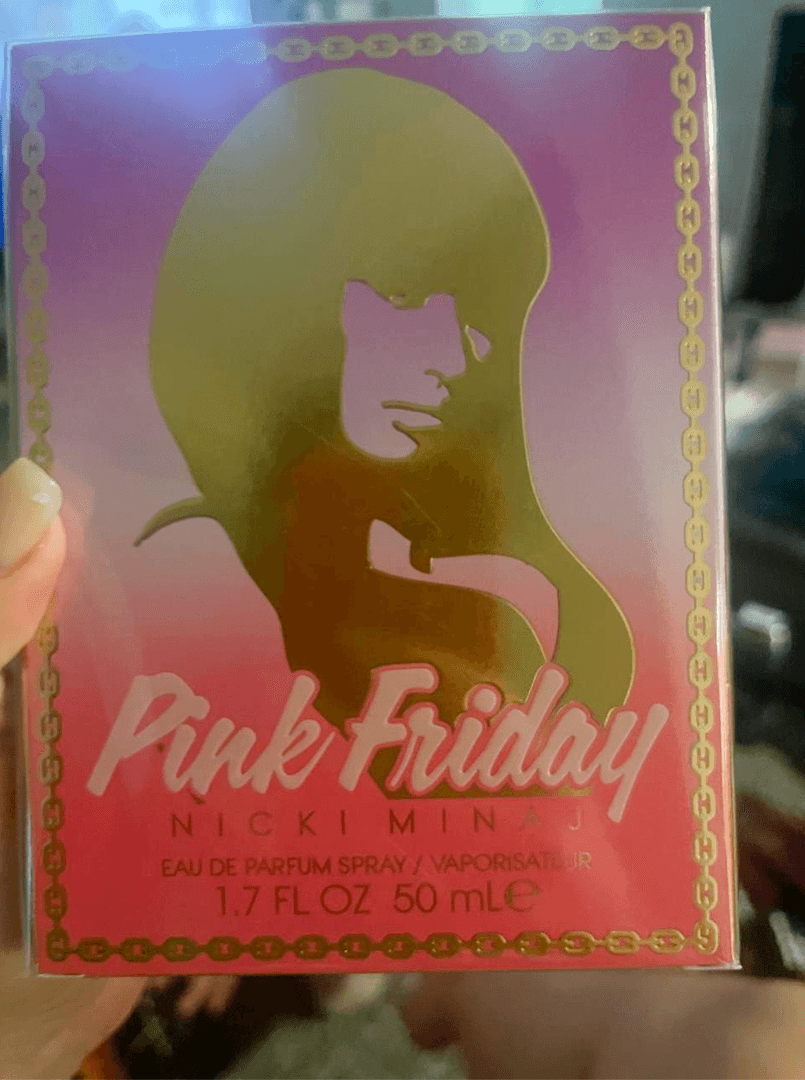 Pink Friday
NICKI MINAJ
EAU DE PARFUM SPRAY / VAPORISATEUR
1.7 FL OZ 50 mL℮